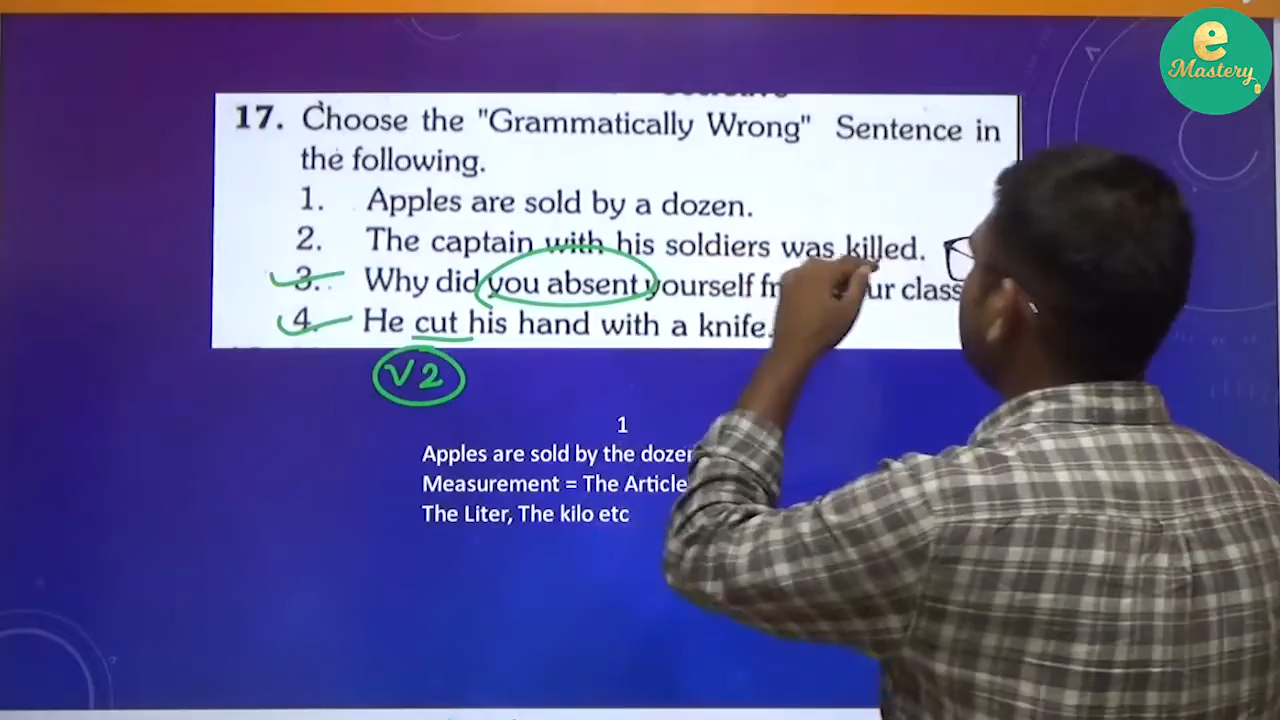 e
Mastery
17. Choose the "Grammatically Wrong" Sentence in
the following.
1. Apples are sold by a dozen.
2. The captain with his soldiers was killed.
3. Why did you absent yourself class
4. He cut his hand with a knife.
V2
1
Apples are sold by the
Measurement = The Article
The Liter, The kilo etc